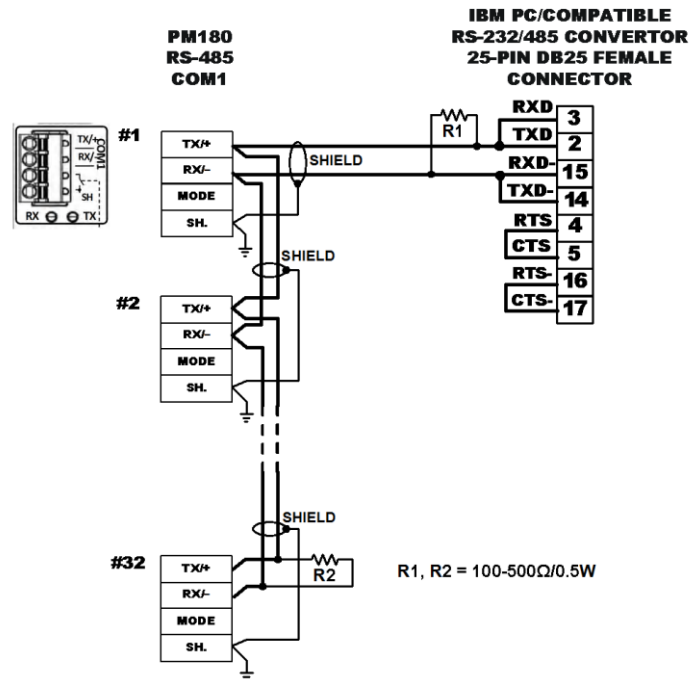 PM180
RS-485
COM1
IBM PC/COMPATIBLE
RS-232/485 CONVERTOR
25-PIN DB25 FEMALE
CONNECTOR
TX/+
RX/-
SH
COM1
RX TX
#1
TX/+
RX/–
MODE
SH.
SHIELD
R1
RXD 3
TXD 2
RXD- 15
TXD- 14
RTS 4
CTS 5
RTS- 16
CTS- 17
SHIELD
#2
TX/+
RX/–
MODE
SH.
SHIELD
#32
TX/+
RX/–
MODE
SH.
R2
R1, R2 = 100-500Ω/0.5W